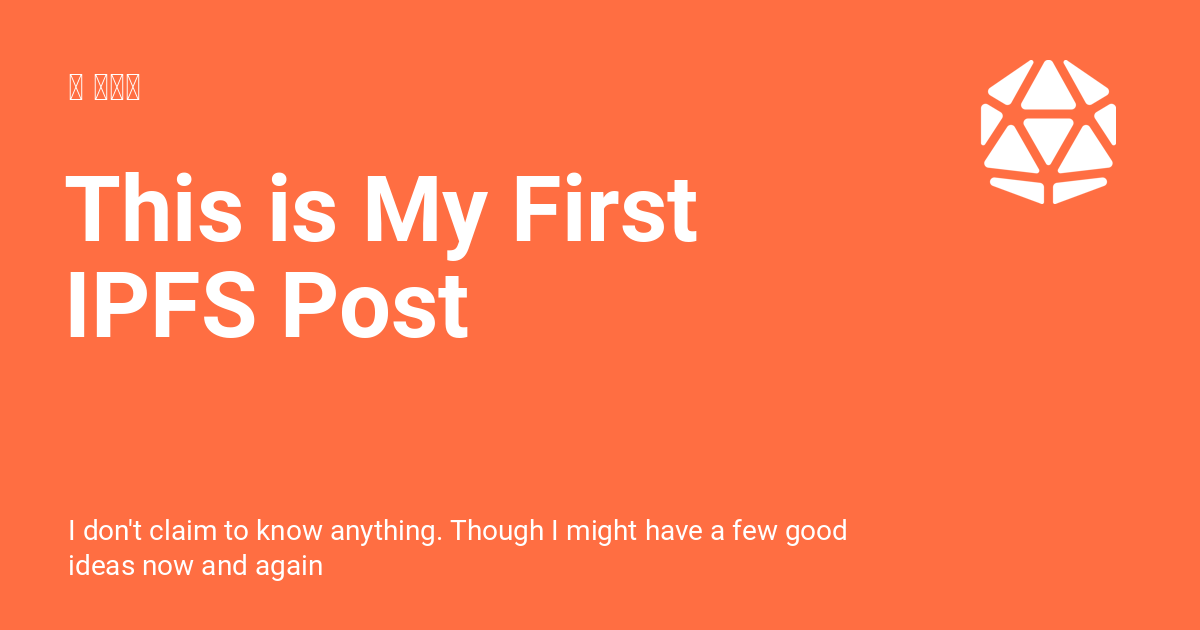 This is My First
IPFS Post
I don't claim to know anything. Though I might have a few good
ideas now and again